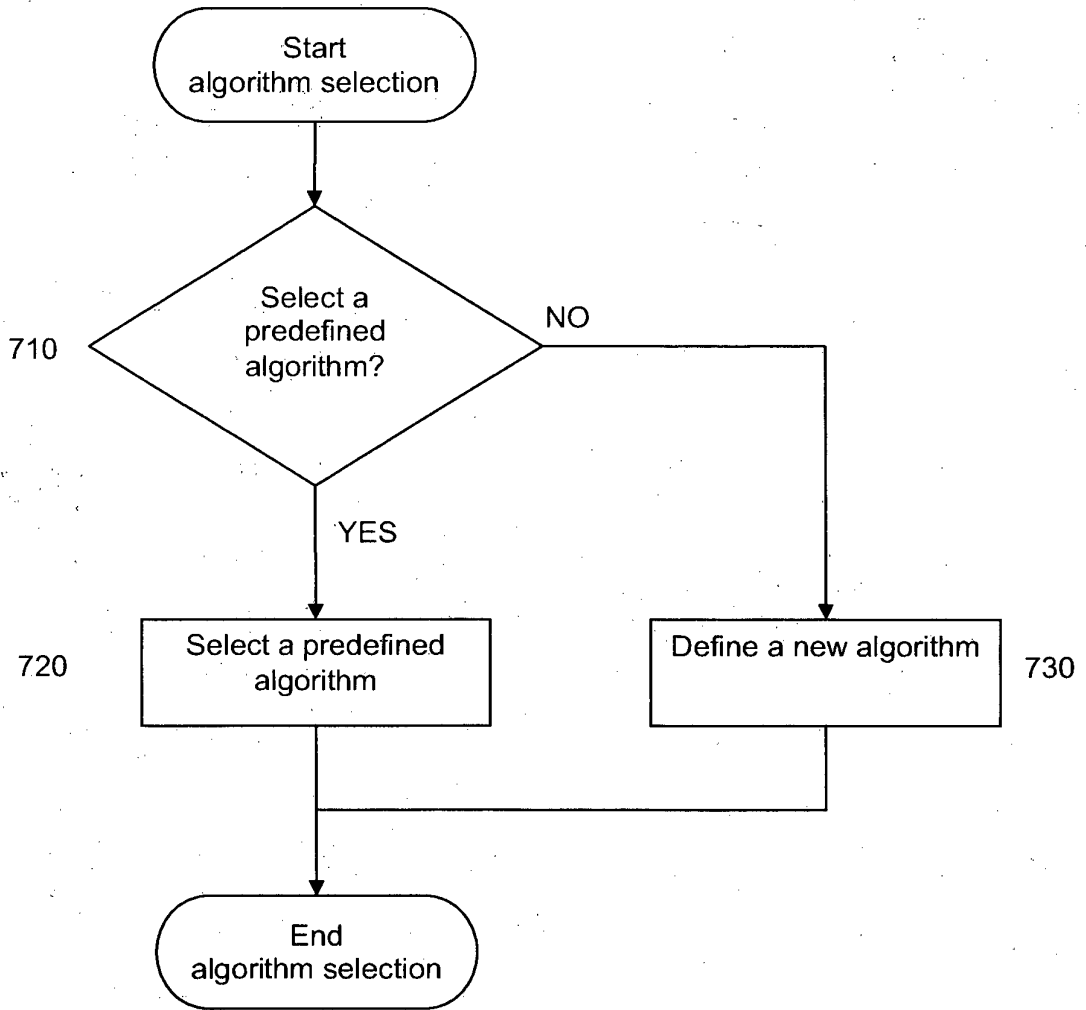 Start
algorithm selection
Select a
predefined
algorithm?
710
NO
YES
Select a predefined
algorithm
720
Define a new algorithm
730
End
algorithm selection